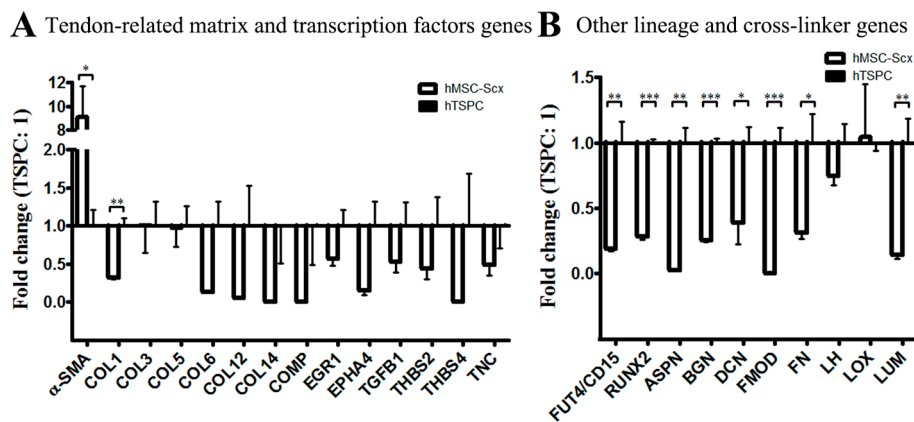 A Tendon-related matrix and transcription factors genes
*
**
hMSC-Scx
hTSPC
Fold change (TSPC: 1)
12
10
8
2.0
1.5
1.0
0.5
0.0
α-SMA
COL1
COL3
COL5
COL6
COL12
COL14
COMP
EGR1
EPHA4
TGFB1
THBS2
THBS4
TNC
B Other lineage and cross-linker genes
hMSC-Scx
hTSPC
** *** ** *** * *** * **
Fold change (TSPC: 1)
1.5
1.0
0.5
0.0
FUT4/CD15
RUNX2
ASPN
BGN
DCN
FMOD
FN
LH
LOX
LUM